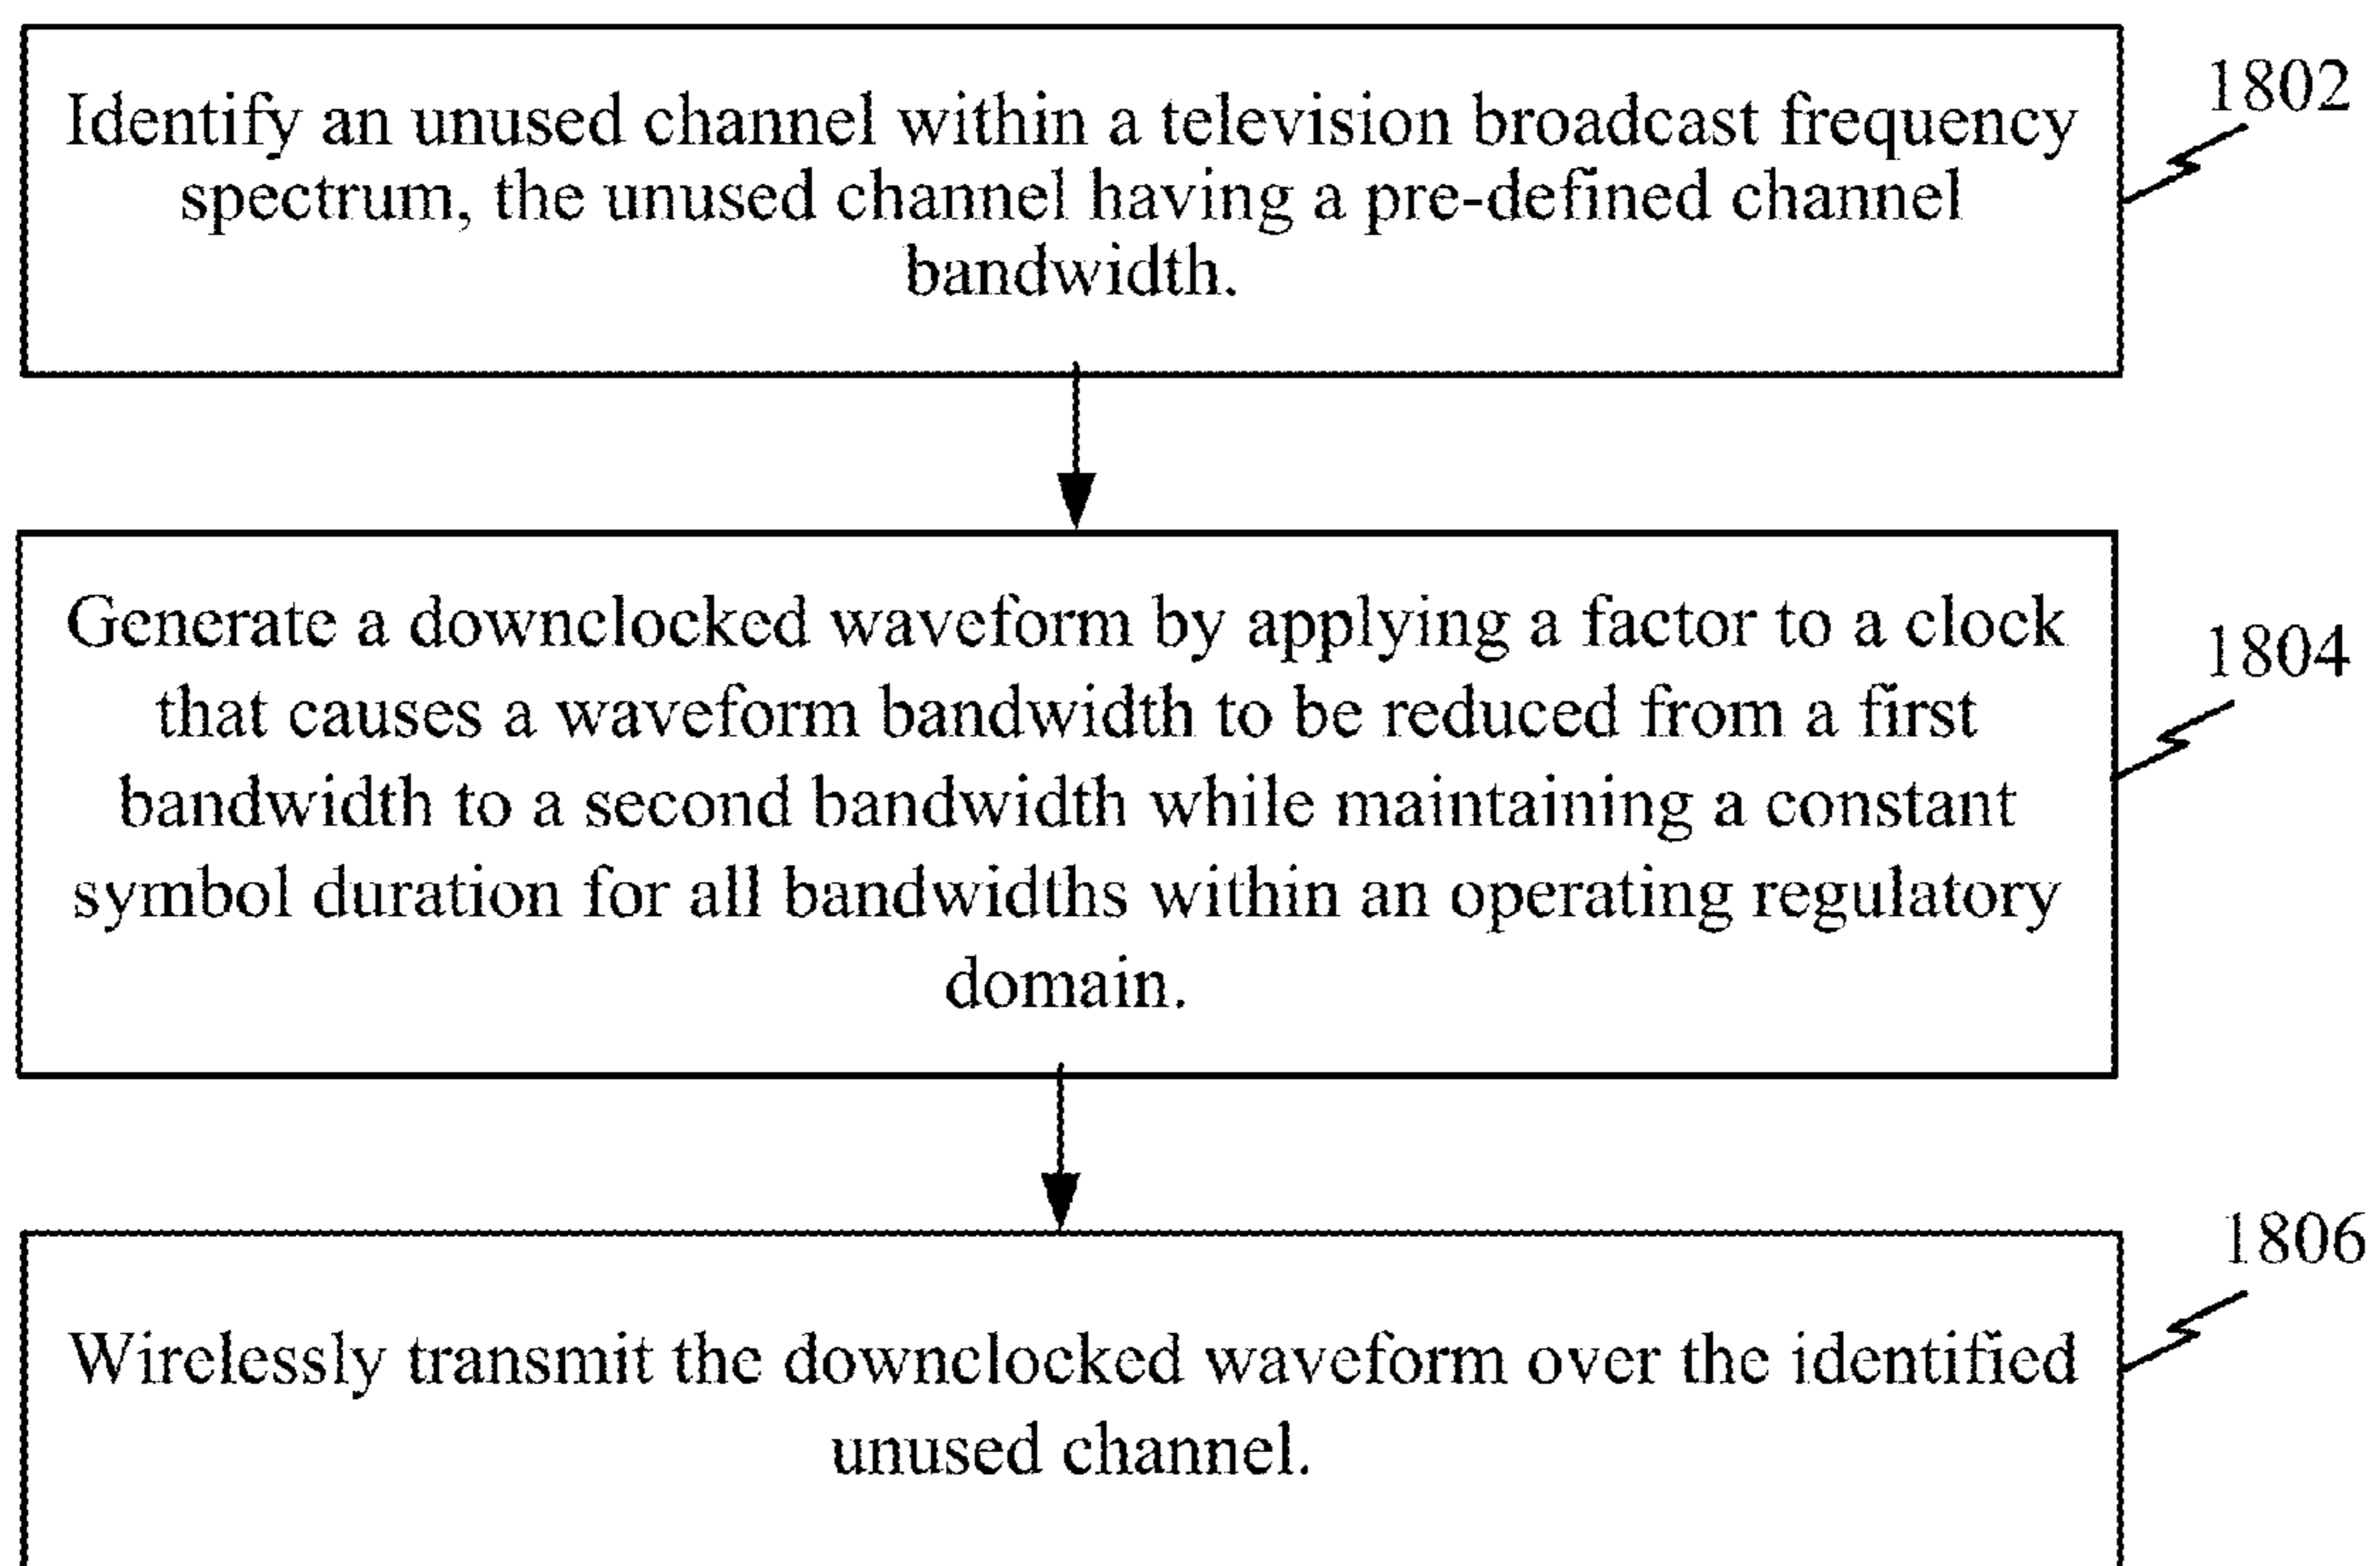 1802
Identify an unused channel within a television broadcast frequency
spectrum, the unused channel having a pre-defined channel
bandwidth.
1804
Generate a downclocked waveform by applying a factor to a clock
that causes a waveform bandwidth to be reduced from a first
bandwidth to a second bandwidth while maintaining a constant
symbol duration for all bandwidths within an operating regulatory
domain.
1806
Wirelessly transmit the downclocked waveform over the identified
unused channel.